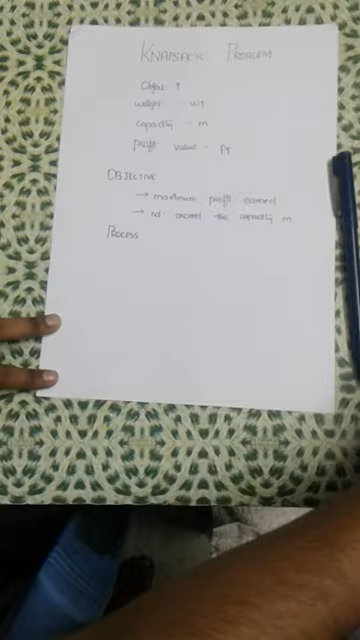 KNAPSACK PROBLEM
Object i
weight - wi
capacity - m
profit value - pi
OBJECTIVE
→ maximum profit earned
→ not exceed the capacity m
PROCESS